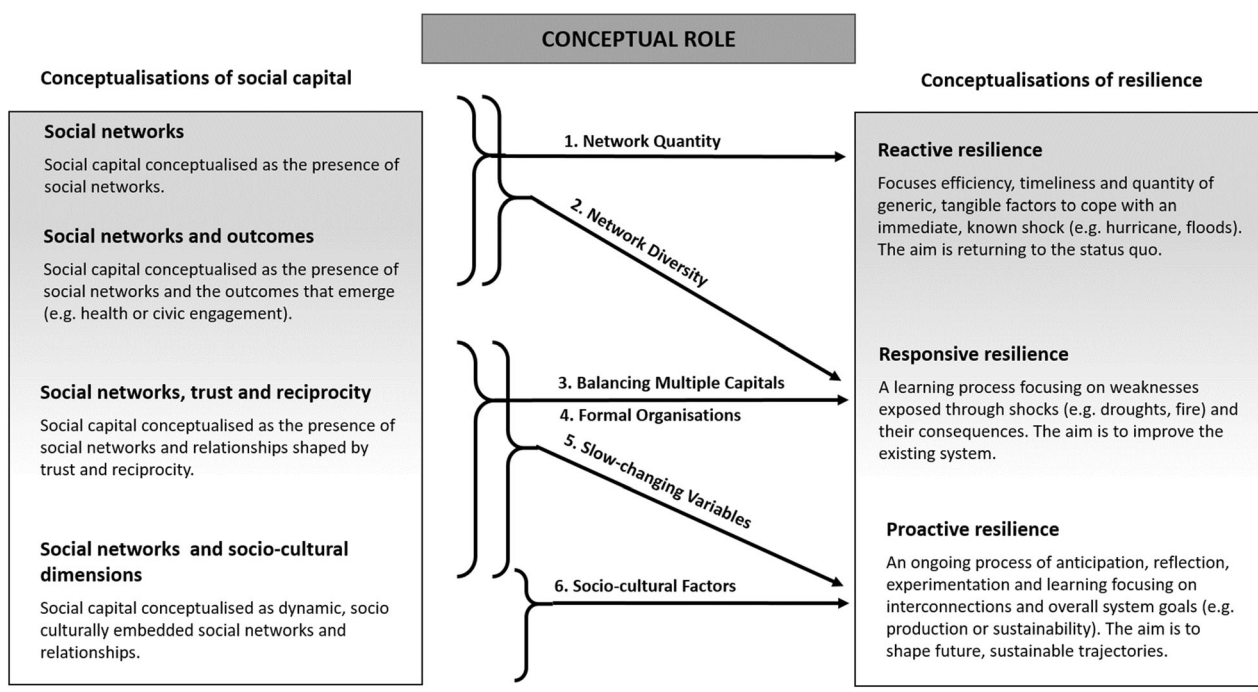 CONCEPTUAL ROLE
Conceptualisations of social capital
Social networks
Social capital conceptualised as the presence of
social networks.
Social networks and outcomes
Social capital conceptualised as the presence of
social networks and the outcomes that emerge
(e.g. health or civic engagement).
Social networks, trust and reciprocity
Social capital conceptualised as the presence of
social networks and relationships shaped by
trust and reciprocity.
Social networks and socio-cultural
dimensions
Social capital conceptualised as dynamic, socio
culturally embedded social networks and
relationships.
1. Network Quantity
2. Network Diversity
3. Balancing Multiple Capitals
4. Formal Organisations
5. Slow-changing Variables
6. Socio-cultural Factors
Conceptualisations of resilience
Reactive resilience
Focuses efficiency, timeliness and quantity of
generic, tangible factors to cope with an
immediate, known shock (e.g. hurricane, floods).
The aim is returning to the status quo.
Responsive resilience
A learning process focusing on weaknesses
exposed through shocks (e.g. droughts, fire) and
their consequences. The aim is to improve the
existing system.
Proactive resilience
An ongoing process of anticipation, reflection,
experimentation and learning focusing on
interconnections and overall system goals (e.g.
production or sustainability). The aim is to
shape future, sustainable trajectories.